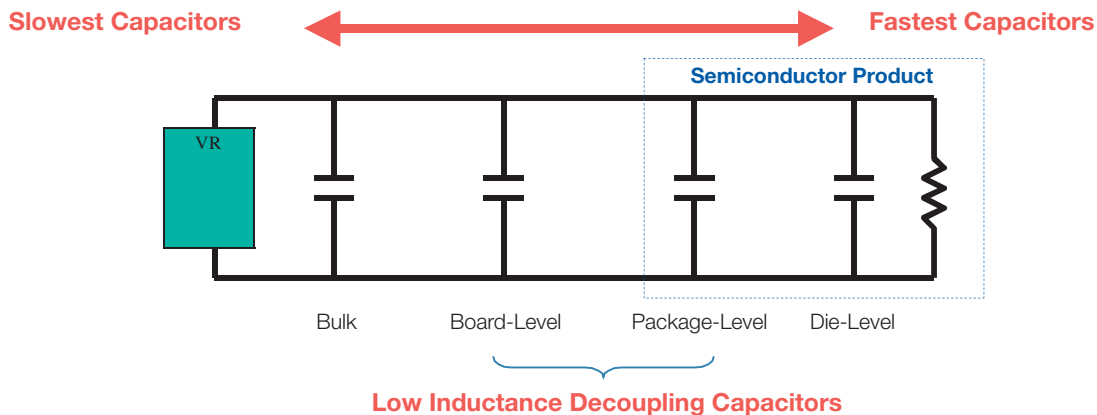 Slowest Capacitors
Fastest Capacitors
Semiconductor Product
VR
Bulk
Board-Level
Package-Level
Die-Level
Low Inductance Decoupling Capacitors